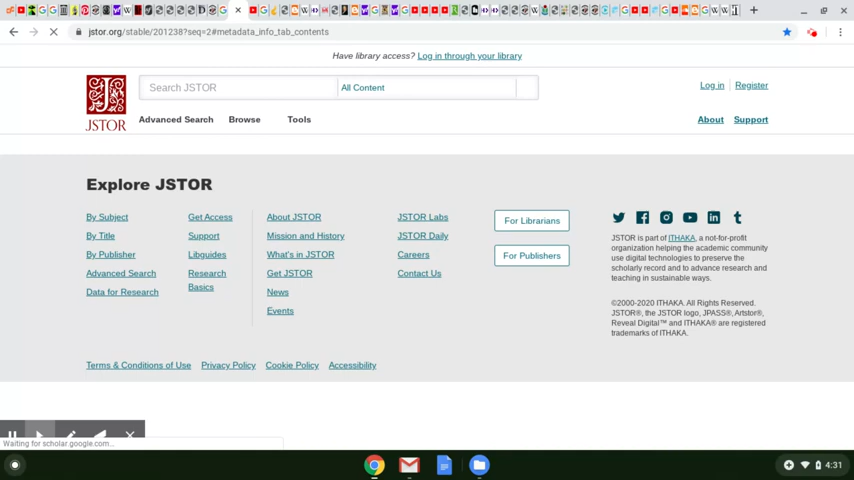 jstor.org/stable/201238?seq=2#metadata_info_tab_contents
Have library access? Log in through your library
JSTOR
Search JSTOR
All Content
Log in
Register
Advanced Search
Browse
Tools
About
Support
Explore JSTOR
By Subject
By Title
By Publisher
Advanced Search
Data for Research
Get Access
Support
Libguides
Research
Basics
About JSTOR
Mission and History
What's in JSTOR
Get JSTOR
News
Events
JSTOR Labs
JSTOR Daily
Careers
Contact Us
For Librarians
For Publishers
JSTOR is part of ITHAKA, a not-for-profit
organization helping the academic community
use digital technologies to preserve the
scholarly record and to advance research and
teaching in sustainable ways.
©2000-2020 ITHAKA. All Rights Reserved.
JSTOR®, the JSTOR logo, JPASS®, Artstor®,
Reveal Digital™ and ITHAKA® are registered
trademarks of ITHAKA.
Terms & Conditions of Use
Privacy Policy
Cookie Policy
Accessibility
Waiting for scholar.google.com...
4:31